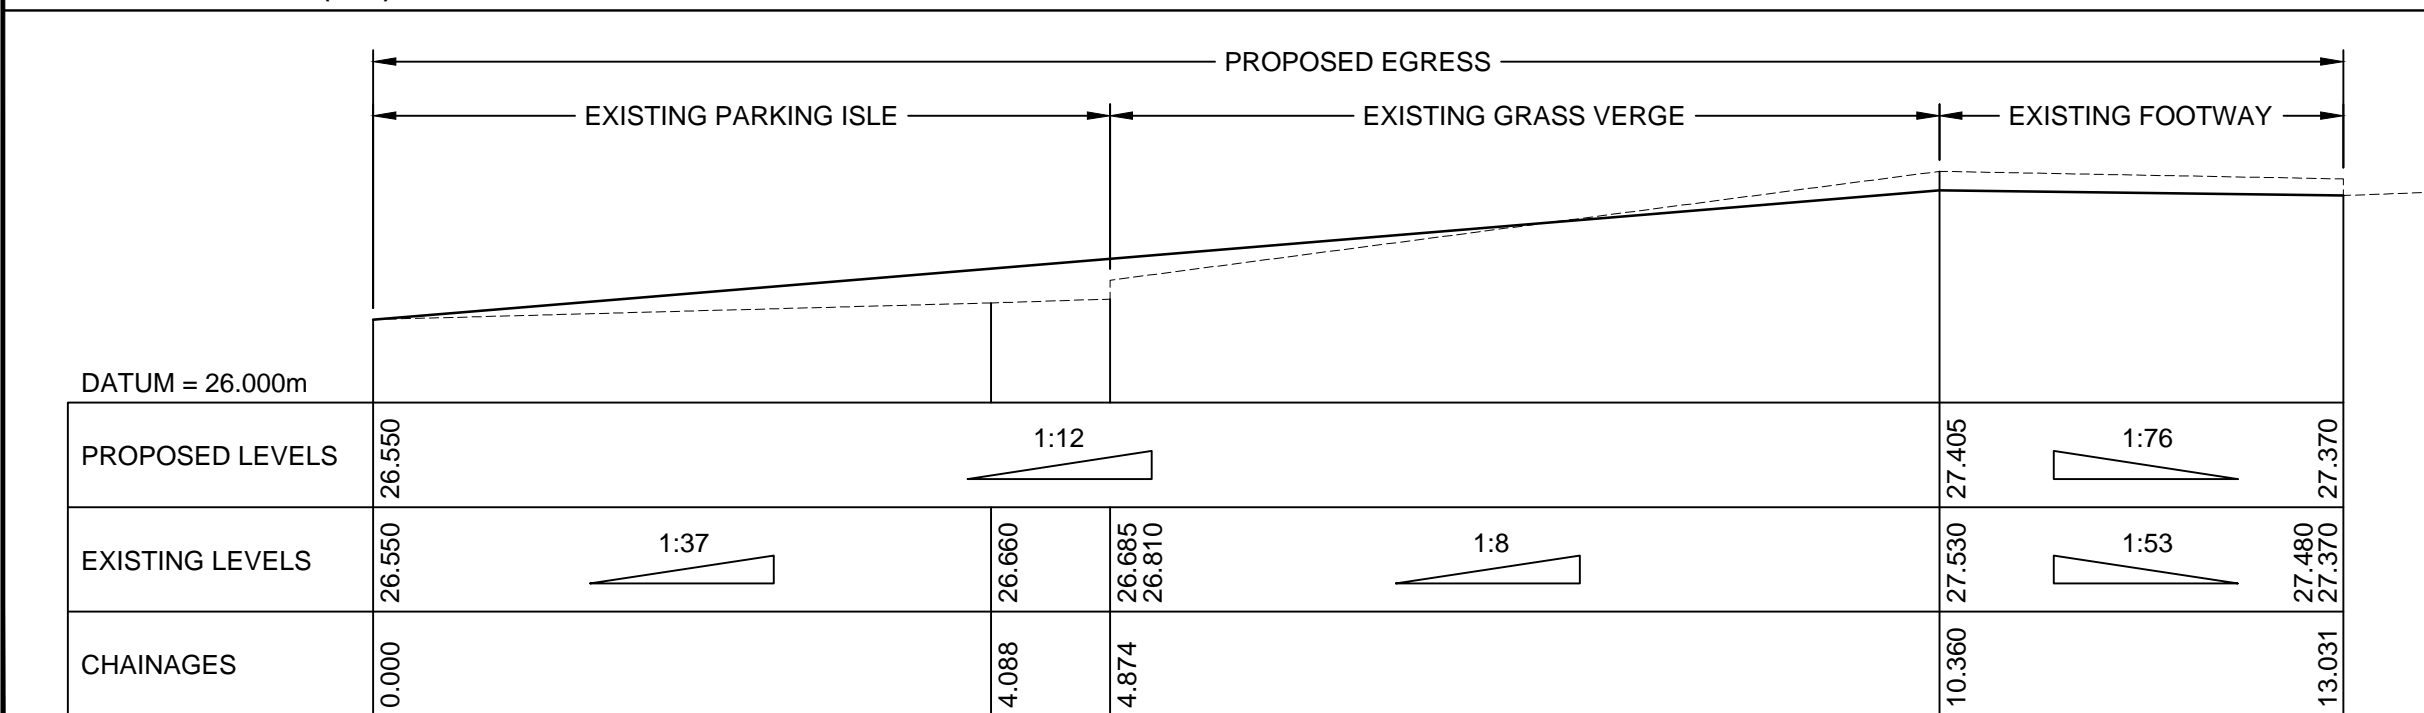 PROPOSED EGRESS
EXISTING PARKING ISLE
EXISTING GRASS VERGE
EXISTING FOOTWAY
DATUM = 26.000m
PROPOSED LEVELS
26.550
1:12
27.405
1:76
27.370
EXISTING LEVELS
26.550
1:37
26.660
26.685
26.810
1:8
27.530
1:53
27.480
27.370
CHAINAGES
0.000
4.088
4.874
10.360
13.031